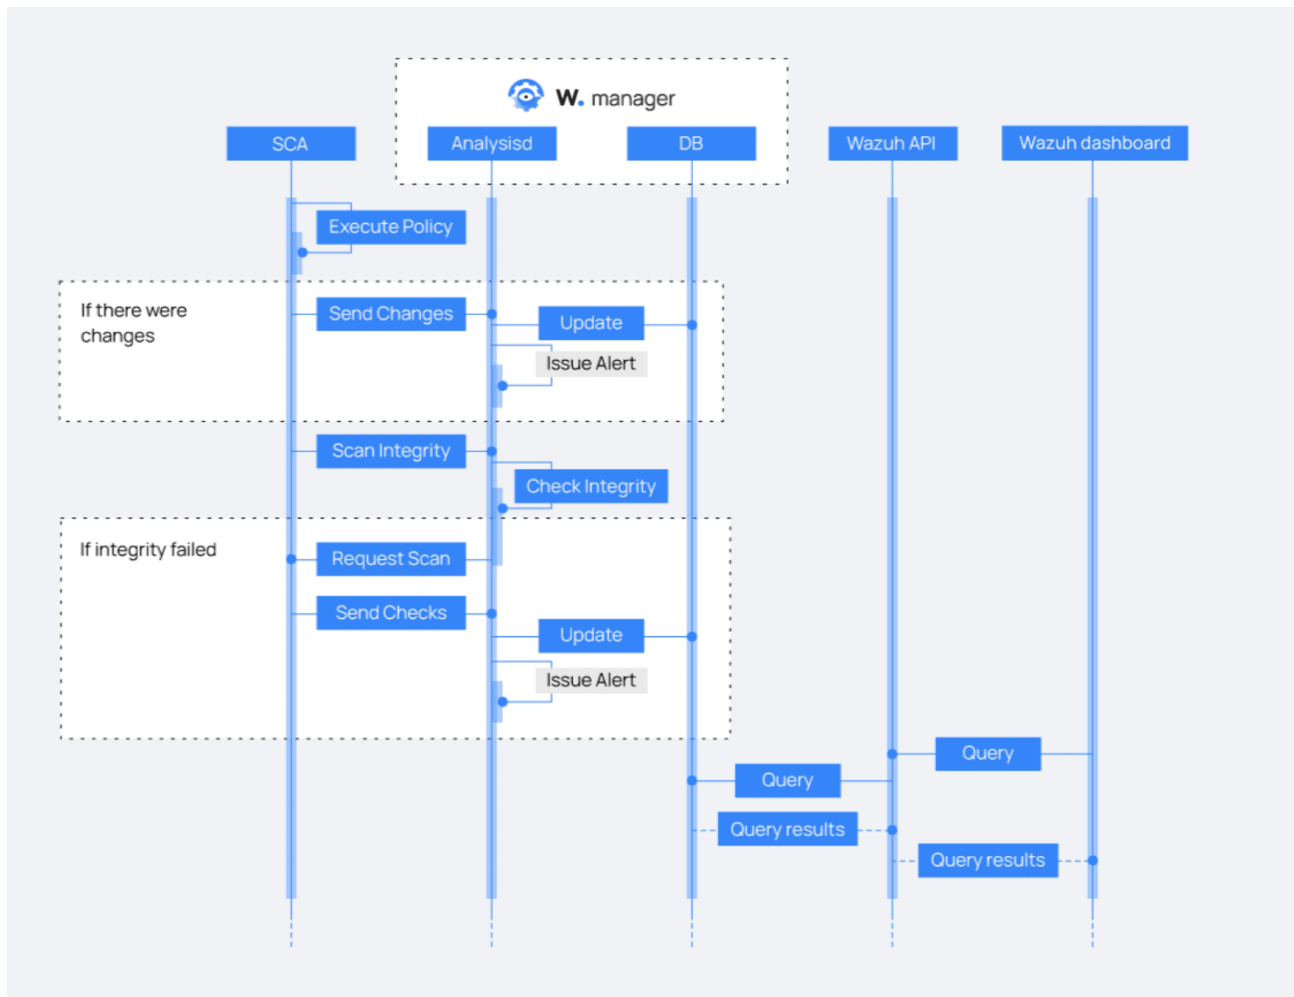 W. manager
SCA
Analysisd
DB
Wazuh API
Wazuh dashboard
Execute Policy
If there were
changes
Send Changes
Update
Issue Alert
Scan Integrity
Check Integrity
If integrity failed
Request Scan
Send Checks
Update
Issue Alert
Query
Query
Query results
Query results